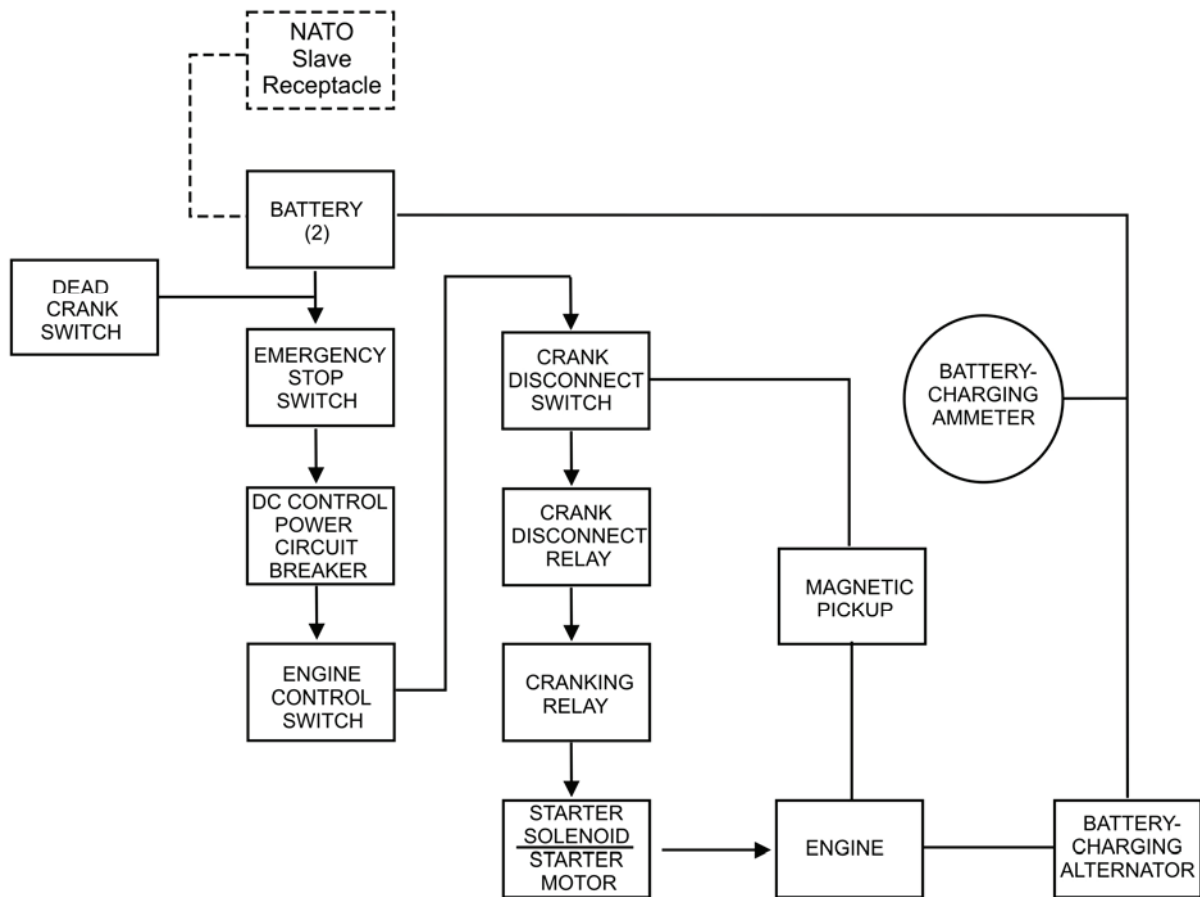 NATO
Slave
Receptacle
BATTERY
(2)
DEAD
CRANK
SWITCH
EMERGENCY
STOP
SWITCH
DC CONTROL
POWER
CIRCUIT
BREAKER
ENGINE
CONTROL
SWITCH
CRANK
DISCONNECT
SWITCH
CRANK
DISCONNECT
RELAY
CRANKING
RELAY
STARTER
SOLENOID
STARTER
MOTOR
BATTERY-
CHARGING
AMMETER
MAGNETIC
PICKUP
ENGINE
BATTERY-
CHARGING
ALTERNATOR